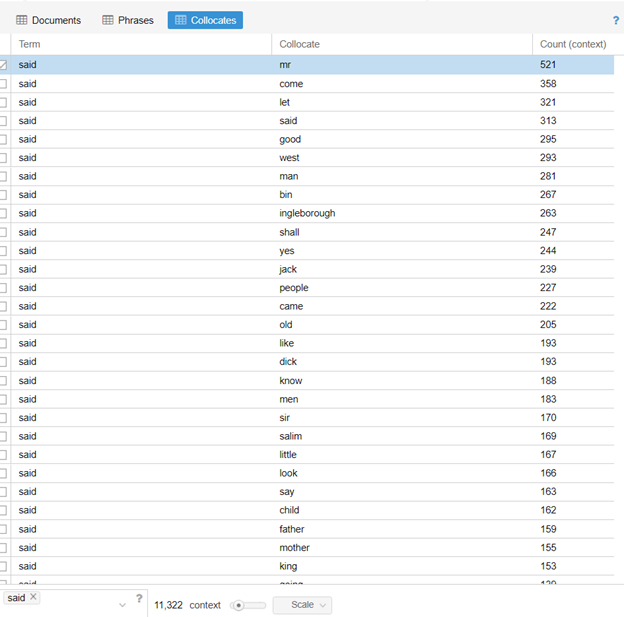 Documents Phrases Collocates ?
Term Collocate Count (context)
said mr 521
said come 358
said let 321
said said 313
said good 295
said west 293
said man 281
said bin 267
said ingleborough 263
said shall 247
said yes 244
said jack 239
said people 227
said came 222
said old 205
said like 193
said dick 193
said know 188
said men 183
said sir 170
said salim 169
said little 167
said look 166
said say 163
said child 162
said father 159
said mother 155
said king 153
said going 139
said × ? 11,322 context Scale